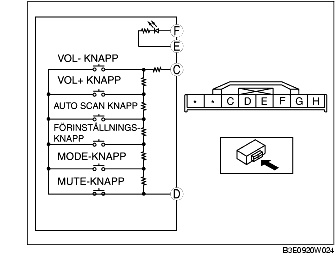 F
E
VOL- KNAPP
C
VOL+ KNAPP
AUTO SCAN KNAPP
FÖRINSTÄLLNINGS-
KNAPP
MODE-KNAPP
MUTE-KNAPP
D
* * C D E F G H
B3E0920W024